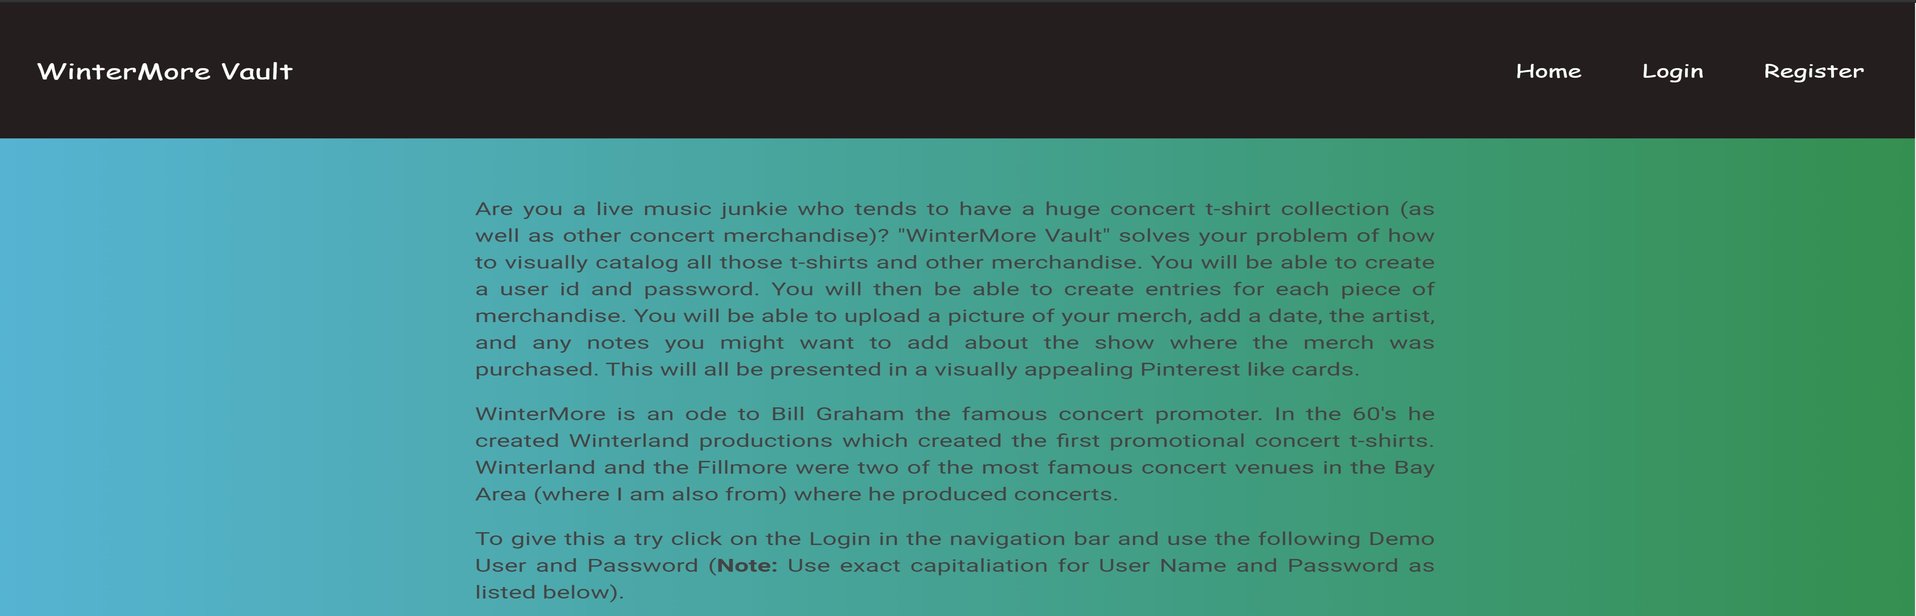 WinterMore Vault
Home Login Register
Are you a live music junkie who tends to have a huge concert t-shirt collection (as
well as other concert merchandise)? "WinterMore Vault" solves your problem of how
to visually catalog all those t-shirts and other merchandise. You will be able to create
a user id and password. You will then be able to create entries for each piece of
merchandise. You will be able to upload a picture of your merch, add a date, the artist,
and any notes you might want to add about the show where the merch was
purchased. This will all be presented in a visually appealing Pinterest like cards.
WinterMore is an ode to Bill Graham the famous concert promoter. In the 60's he
created Winterland productions which created the first promotional concert t-shirts.
Winterland and the Fillmore were two of the most famous concert venues in the Bay
Area (where I am also from) where he produced concerts.
To give this a try click on the Login in the navigation bar and use the following Demo
User and Password (Note: Use exact capitaliation for User Name and Password as
listed below).